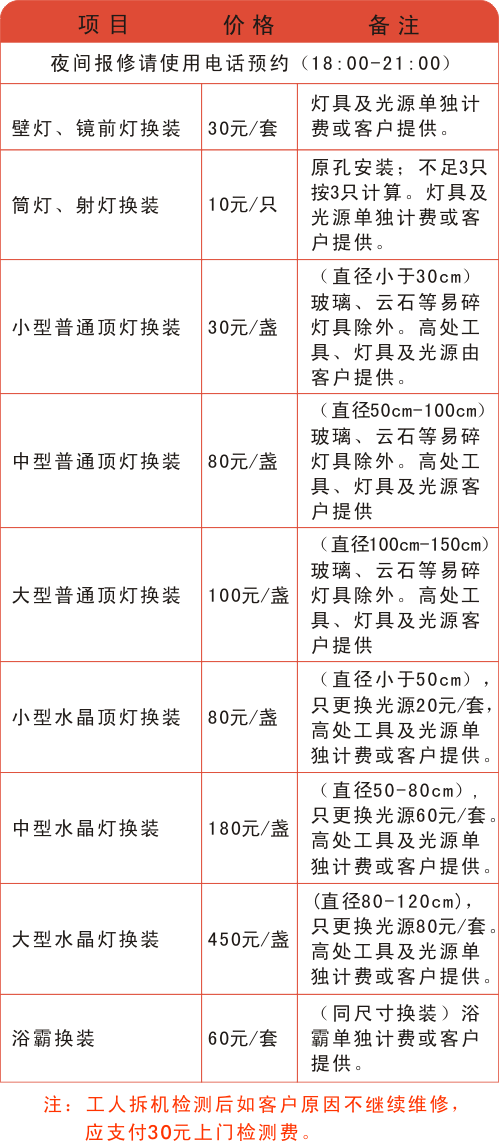 项目 价格 备注
夜间报修请使用电话预约（18:00-21:00）
壁灯、镜前灯换装 30元/套
灯具及光源单独计
费或客户提供。
筒灯、射灯换装 10元/只
原孔安装；不足3只
按3只计算。灯具及
光源单独计费或客
户提供。
小型普通顶灯换装 30元/盏
（直径小于30cm）
玻璃、云石等易碎
灯具除外。高处工
具、灯具及光源由
客户提供。
中型普通顶灯换装 80元/盏
（直径50cm-100cm）
玻璃、云石等易碎
灯具除外。高处工
具、灯具及光源客
户提供
大型普通顶灯换装 100元/盏
（直径100cm-150cm）
玻璃、云石等易碎
灯具除外。高处工
具、灯具及光源客
户提供
小型水晶顶灯换装 80元/盏
（直径小于50cm），
只更换光源20元/套，
高处工具及光源单
独计费或客户提供。
中型水晶灯换装 180元/盏
（直径50-80cm），
只更换光源60元/套。
高处工具及光源单
独计费或客户提供。
大型水晶灯换装 450元/盏
(直径80-120cm)，
只更换光源80元/套。
高处工具及光源单
独计费或客户提供。
浴霸换装 60元/套
（同尺寸换装）浴
霸单独计费或客户
提供。
注：工人拆机检测后如客户原因不继续维修，
应支付30元上门检测费。